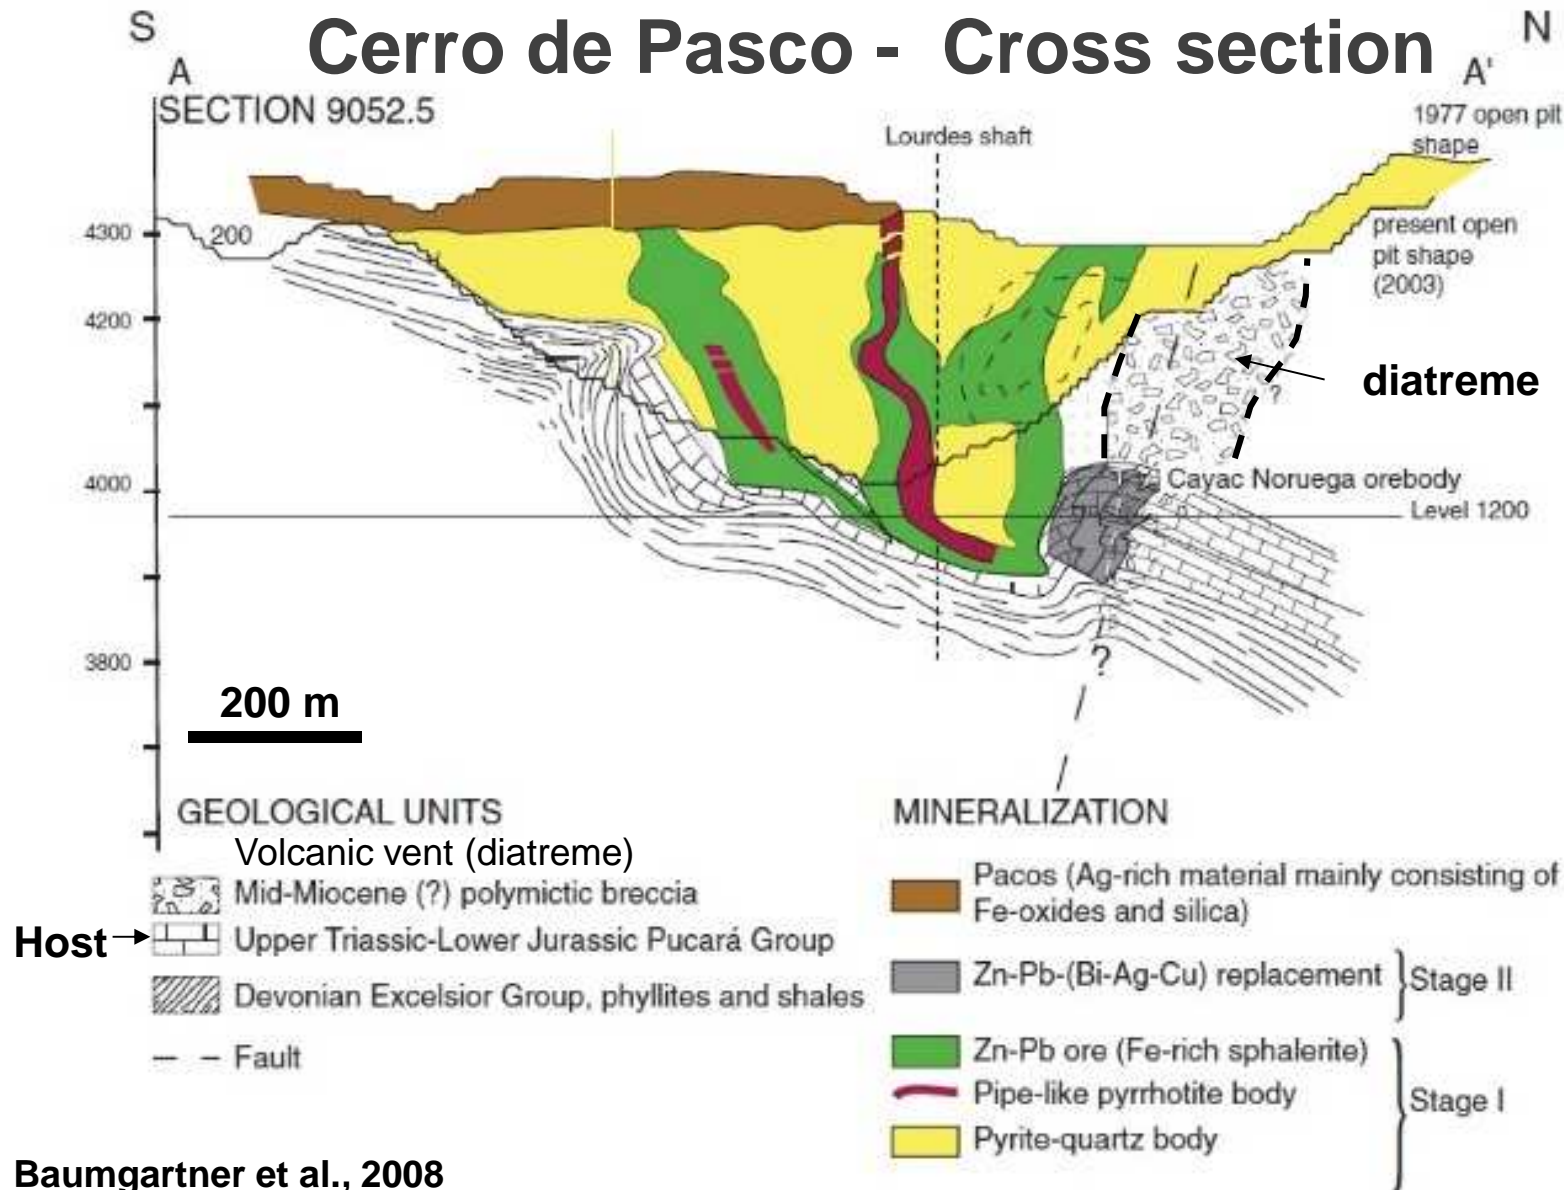 S
N
Cerro de Pasco -  Cross section
A
A'
SECTION 9052.5
1977 open pit
shape
Lourdes shaft
4300
200
present open
pit shape
(2003)
4200
diatreme
?
4000
Cayac Noruega orebody
Level 1200
3800
?
200 m
GEOLOGICAL UNITS
Volcanic vent (diatreme)
Mid-Miocene (?) polymictic breccia
Host
Upper Triassic-Lower Jurassic Pucará Group
Devonian Excelsior Group, phyllites and shales
Fault
MINERALIZATION
Pacos (Ag-rich material mainly consisting of
Fe-oxides and silica)
Zn-Pb-(Bi-Ag-Cu) replacement
Stage II
Zn-Pb ore (Fe-rich sphalerite)
Pipe-like pyrrhotite body
Stage I
Pyrite-quartz body
Baumgartner et al., 2008